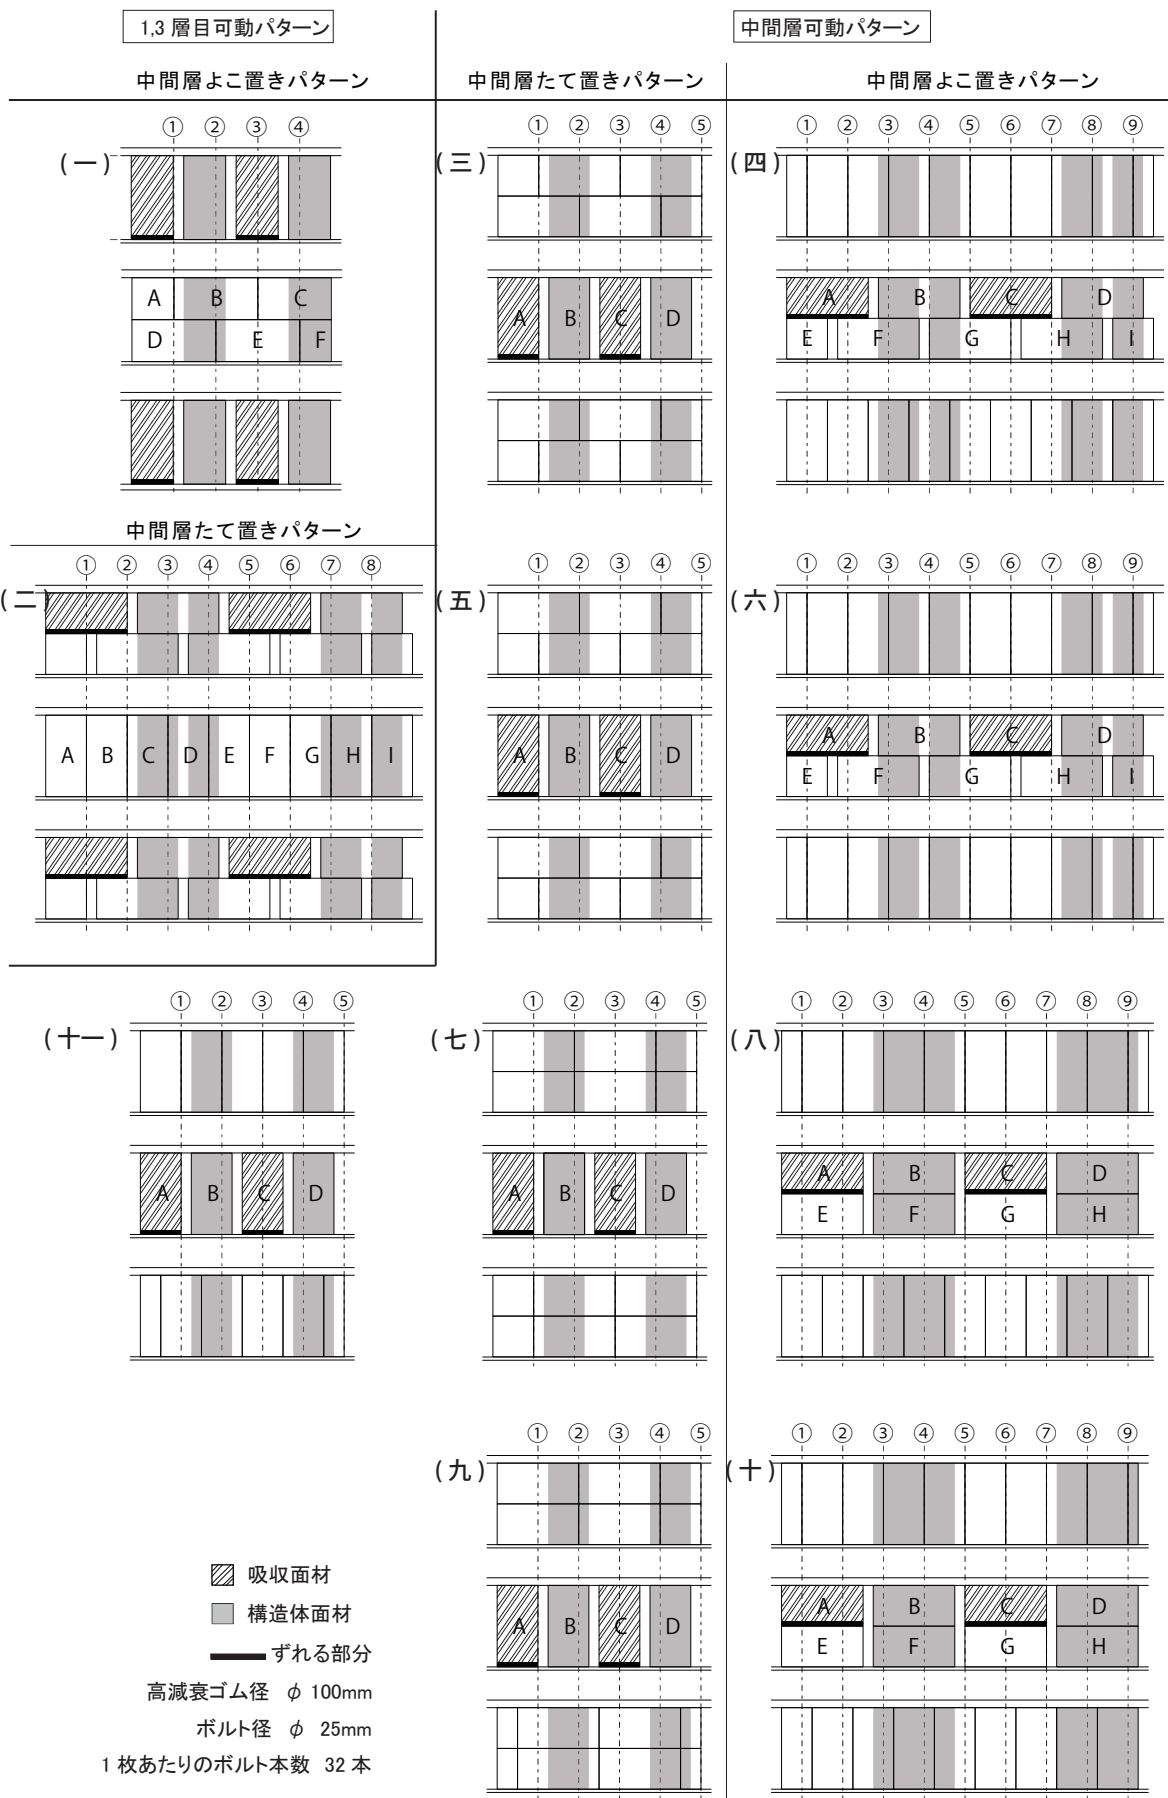 1,3 層目可動パターン
中間層可動パターン
中間層よこ置きパターン
中間層たて置きパターン
中間層よこ置きパターン
① ② ③ ④
(一)
A B C
D E F
① ② ③ ④ ⑤
(三)
A B C D
① ② ③ ④ ⑤ ⑥ ⑦ ⑧ ⑨
(四)
A B C D
E F G H I
中間層たて置きパターン
① ② ③ ④ ⑤ ⑥ ⑦ ⑧
(二)
A B C D E F G H I
① ② ③ ④ ⑤
(五)
A B C D
① ② ③ ④ ⑤ ⑥ ⑦ ⑧ ⑨
(六)
A B C D
E F G H I
① ② ③ ④ ⑤
(十一)
A B C D
① ② ③ ④ ⑤
(七)
A B C D
① ② ③ ④ ⑤ ⑥ ⑦ ⑧ ⑨
(八)
A B C D
E F G H
① ② ③ ④ ⑤
(九)
A B C D
① ② ③ ④ ⑤ ⑥ ⑦ ⑧ ⑨
(十)
A B C D
E F G H
吸収面材
構造体面材
ずれる部分
高減衰ゴム径 φ 100mm
ボルト径 φ 25mm
1 枚あたりのボルト本数 32 本